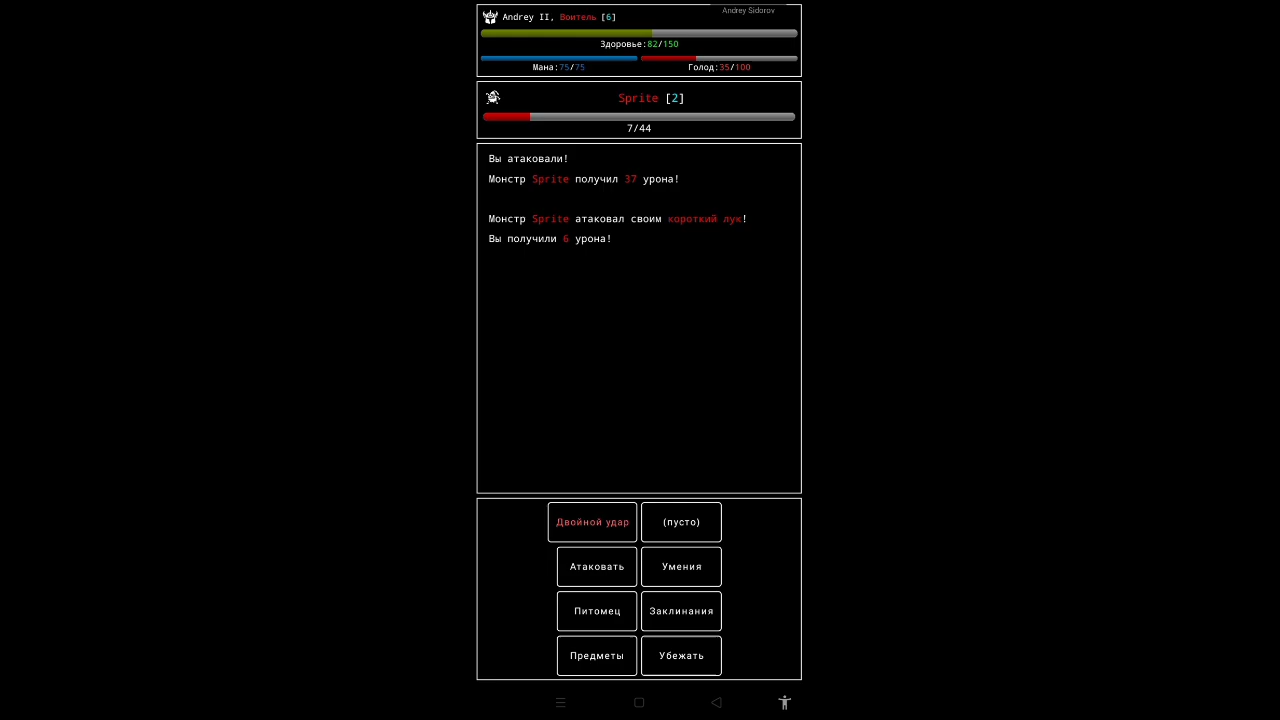 Andrey Sidorov
Andrey II, Воитель [6]
Здоровье:82/150
Мана:75/75 Голод:35/100
Sprite [2]
7/44
Вы атаковали!
Монстр Sprite получил 37 урона!
Монстр Sprite атаковал своим короткий лук!
Вы получили 6 урона!
Двойной удар (пусто)
Атаковать Умения
Питомец Заклинания
Предметы Убежать